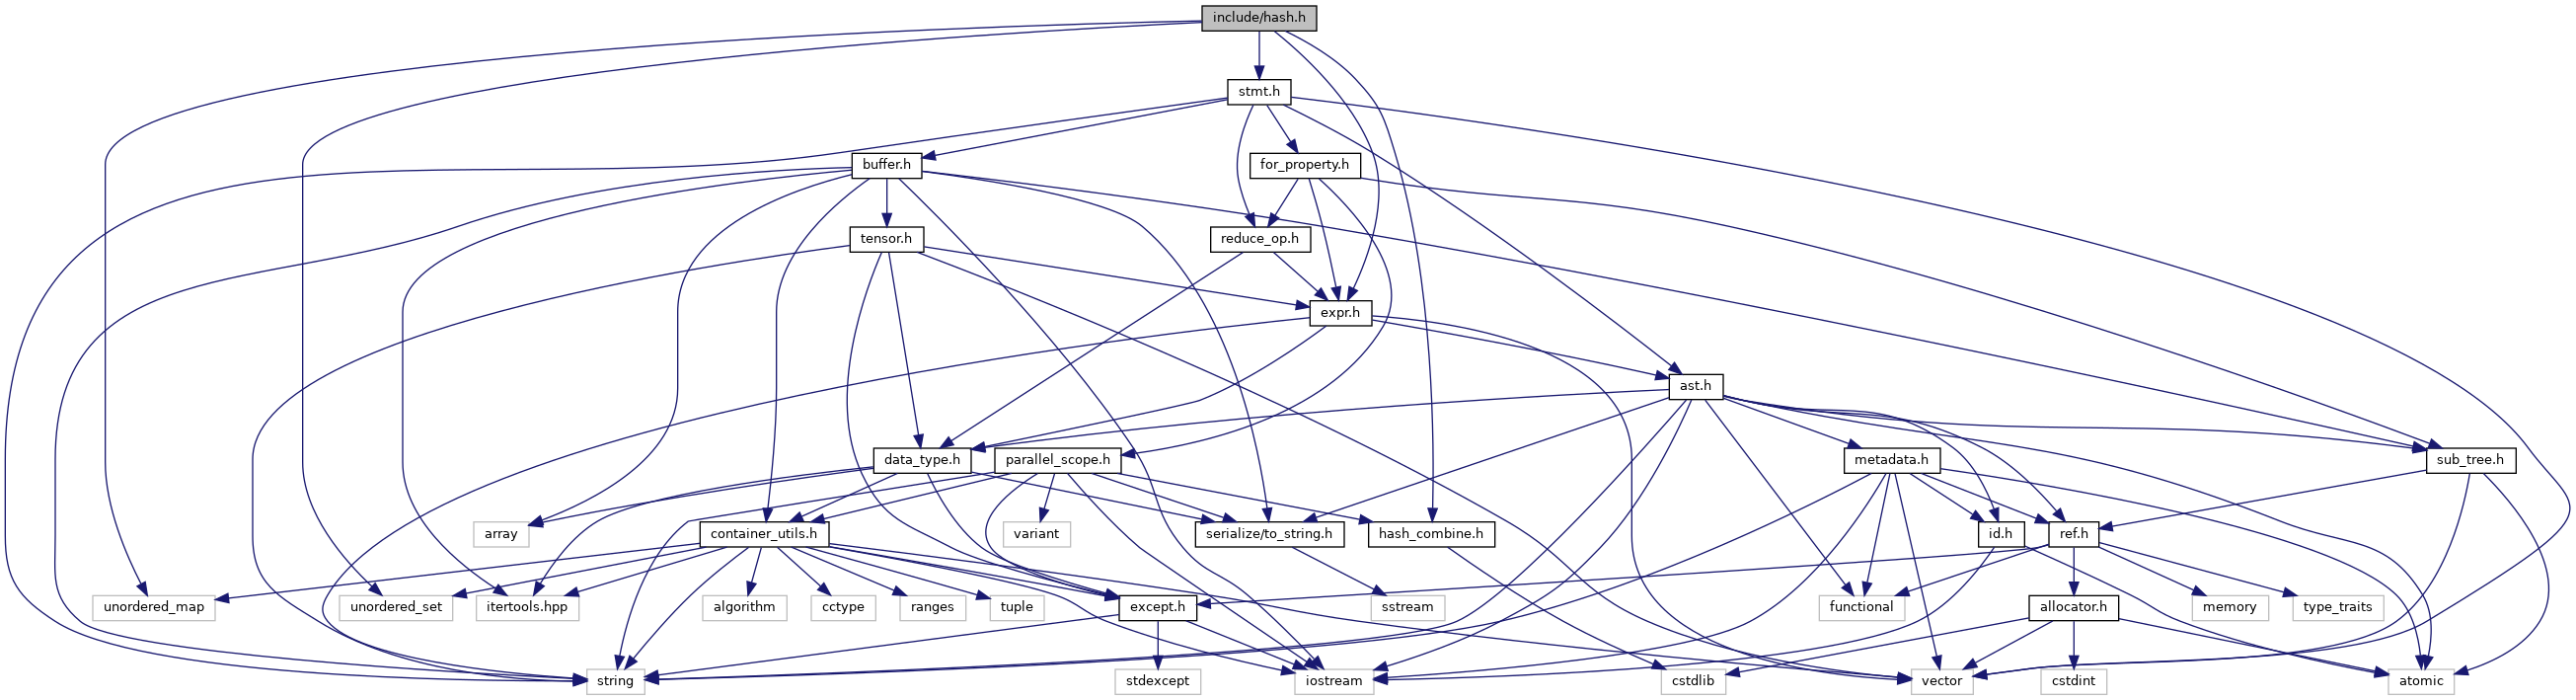 include/hash.h
stmt.h
buffer.h
for_property.h
tensor.h
reduce_op.h
expr.h
ast.h
data_type.h
parallel_scope.h
metadata.h
sub_tree.h
array
container_utils.h
variant
serialize/to_string.h
hash_combine.h
id.h
ref.h
unordered_map
unordered_set
itertools.hpp
algorithm
cctype
ranges
tuple
except.h
sstream
functional
allocator.h
memory
type_traits
string
stdexcept
iostream
cstdlib
vector
cstdint
atomic